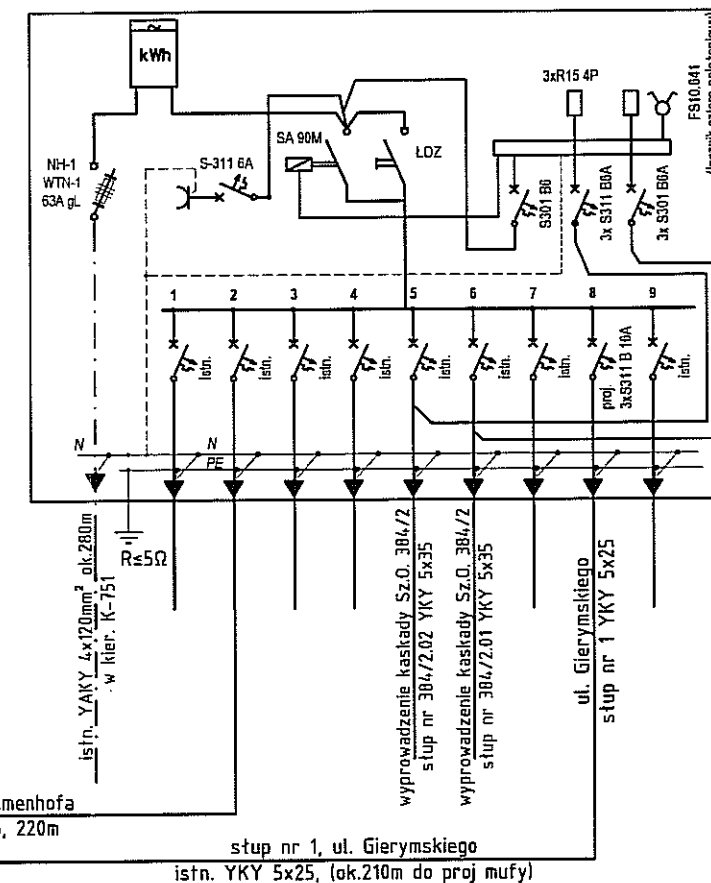 kWh
NH-1
WTN-1
63A gL
S-311 6A
SA 90M
ŁDZ
3xR15 4P
FS10.041
S301 B6
3x S311 B6A
3x S301 B6A
1 2 3 4 5 6 7 8 9
istn.
istn.
istn.
istn.
istn.
istn.
istn.
proj.
3xS311 B 16A
istn.
N
N
PE
R≤5Ω
istn. YAKY 4x120mm² ok.280m
w kier. K-751
wyprowadzenie kaskady Sz.O. 384/2
słup nr 384/2.02 YKY 5x35
wyprowadzenie kaskady Sz.O. 384/2
słup nr 384/2.01 YKY 5x35
ul. Gierymskiego
słup nr 1 YKY 5x25
menhofa
, 220m
słup nr 1, ul. Gierymskiego
istn. YKY 5x25, (ok.210m do proj mufy)